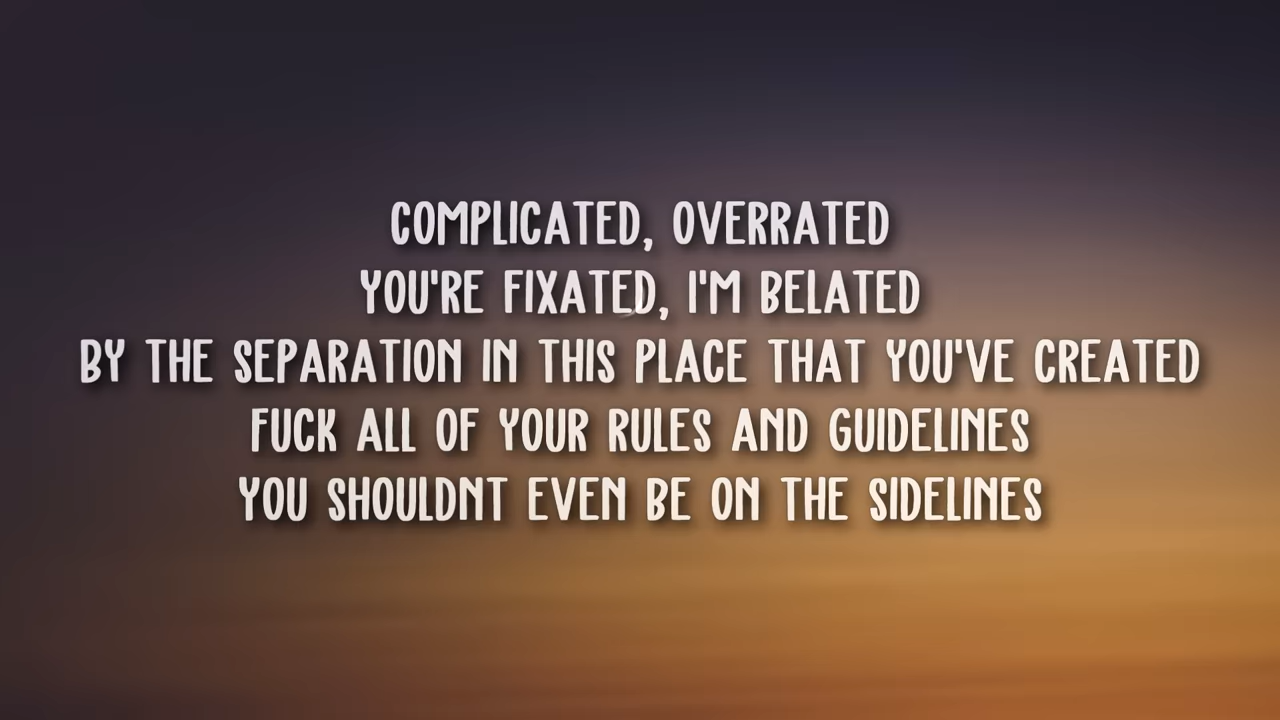 COMPLICATED, OVERRATED
YOU'RE FIXATED, I'M BELATED
BY THE SEPARATION IN THIS PLACE THAT YOU'VE CREATED
FUCK ALL OF YOUR RULES AND GUIDELINES
YOU SHOULDNT EVEN BE ON THE SIDELINES